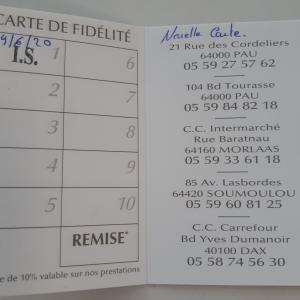 CARTE DE FIDÉLITÉ
9/6/20
I.S.
1
6
2
7
3
8
4
9
5
10
REMISE*
e de 10% valable sur nos prestations
Nouvelle Carte.
21 Rue des Cordeliers
64000 PAU
05 59 27 57 62
104 Bd Tourasse
64000 PAU
05 59 84 82 18
C.C. Intermarché
Rue Baratnau
64160 MORLAAS
05 59 33 61 18
85 Av. Lasbordes
64420 SOUMOULOU
05 59 60 81 25
C.C. Carrefour
Bd Yves Dumanoir
40100 DAX
05 58 74 56 30